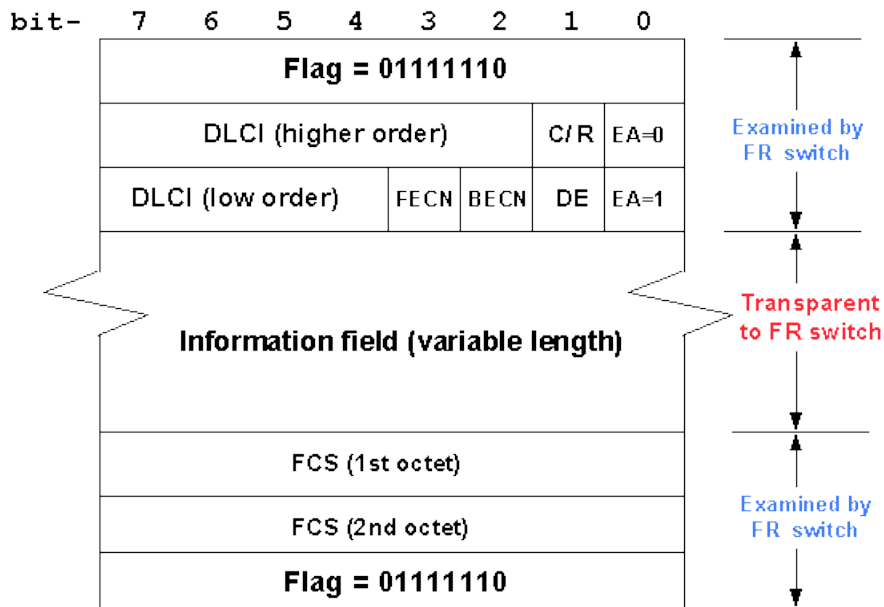 bit- 7 6 5 4 3 2 1 0
Flag = 01111110
DLCI (higher order) C/R EA=0
DLCI (low order) FECN BECN DE EA=1
Examined by
FR switch
Information field (variable length)
Transparent
to FR switch
FCS (1st octet)
FCS (2nd octet)
Flag = 01111110
Examined by
FR switch